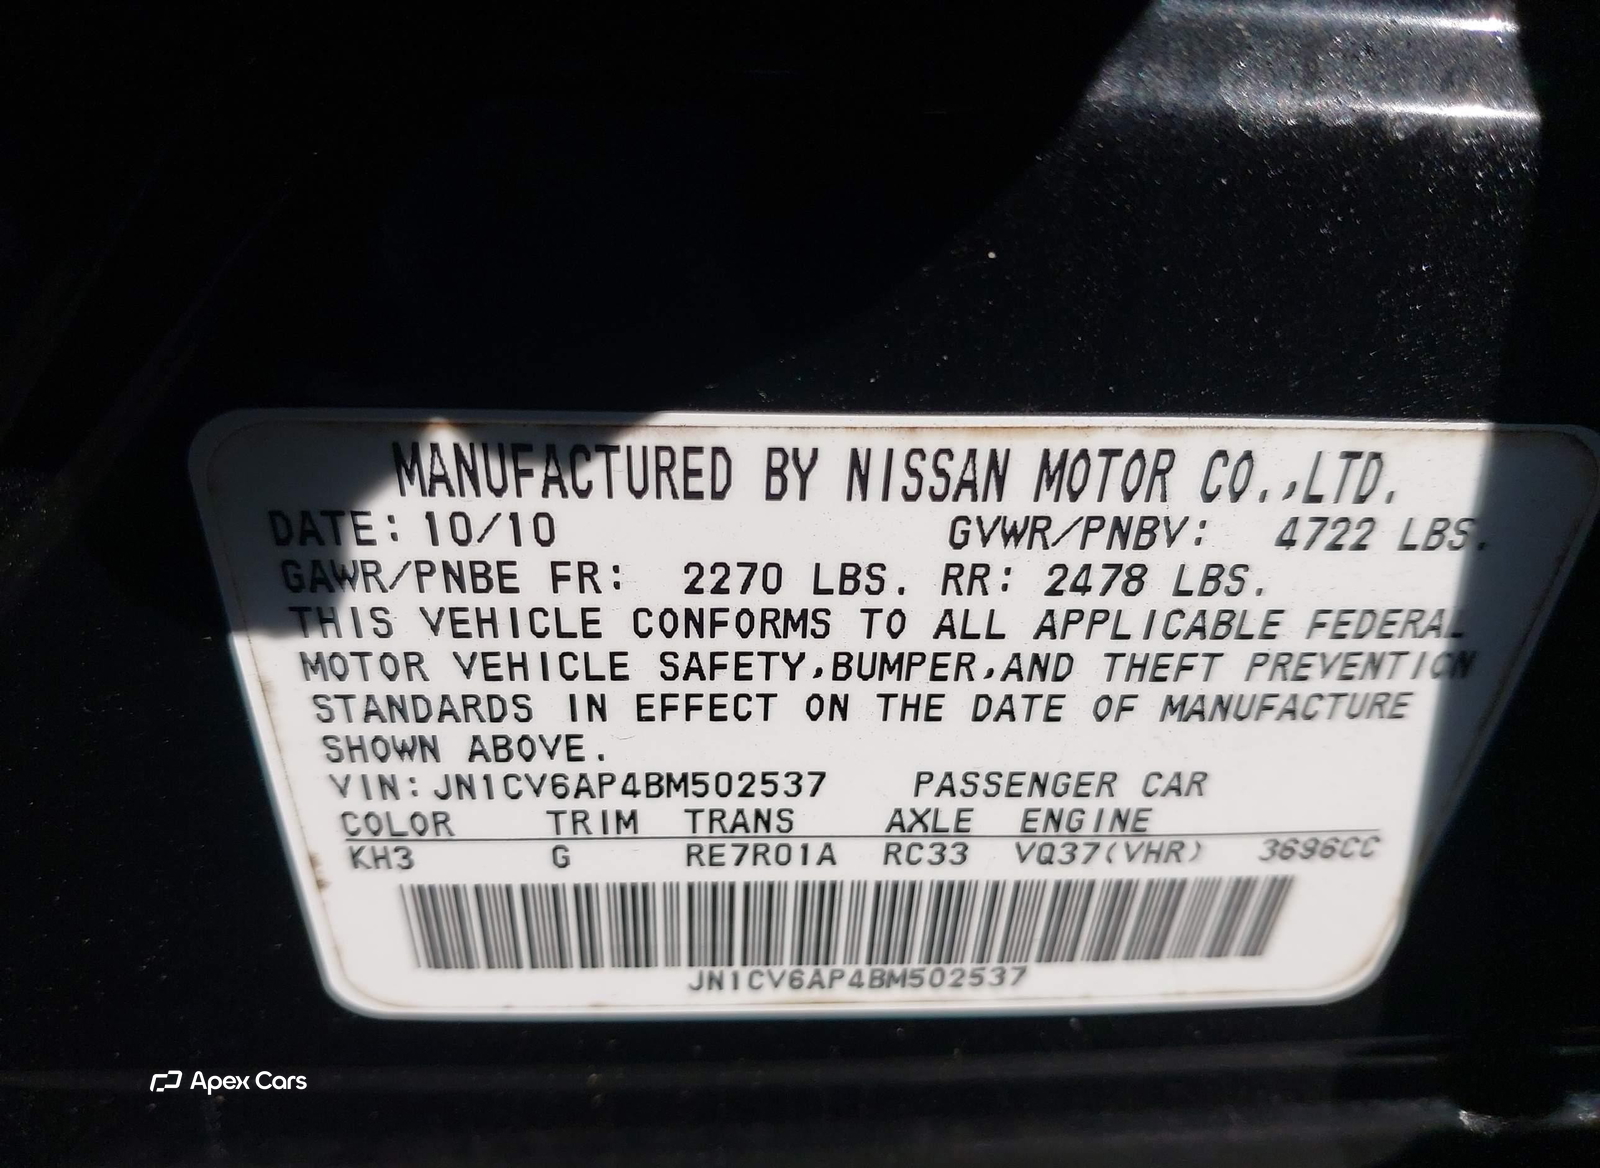 MANUFACTURED BY NISSAN MOTOR CO.,LTD.
DATE: 10/10 GVWR/PNBV: 4722 LBS.
GAWR/PNBE FR: 2270 LBS. RR: 2478 LBS.
THIS VEHICLE CONFORMS TO ALL APPLICABLE FEDERAL
MOTOR VEHICLE SAFETY,BUMPER,AND THEFT PREVENTION
STANDARDS IN EFFECT ON THE DATE OF MANUFACTURE
SHOWN ABOVE.
VIN: JN1CV6AP4BM502537 PASSENGER CAR
COLOR TRIM TRANS AXLE ENGINE
KH3 G RE7R01A RC33 VQ37(VHR) 3696CC
JN1CV6AP4BM502537
Apex Cars